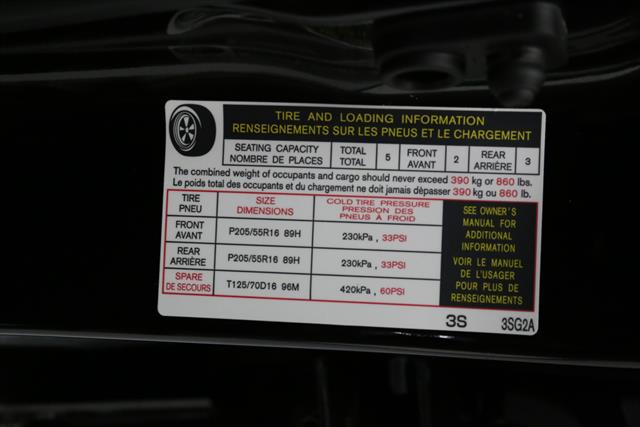 TIRE AND LOADING INFORMATION
RENSEIGNEMENTS SUR LES PNEUS ET LE CHARGEMENT
SEATING CAPACITY TOTAL 5 FRONT 2 REAR 3
NOMBRE DE PLACES TOTAL AVANT ARRIÈRE
The combined weight of occupants and cargo should never exceed 390 kg or 860 lbs.
Le poids total des occupants et du chargement ne doit jamais dépasser 390 kg ou 860 lb.
TIRE SIZE COLD TIRE PRESSURE
PNEU DIMENSIONS PRESSION DES
PNEUS À FROID
FRONT P205/55R16 89H 230kPa , 33PSI
AVANT
REAR P205/55R16 89H 230kPa , 33PSI
ARRIÈRE
SPARE T125/70D16 96M 420kPa , 60PSI
DE SECOURS
SEE OWNER'S
MANUAL FOR
ADDITIONAL
INFORMATION
VOIR LE MANUEL
DE L'USAGER
POUR PLUS DE
RENSEIGNEMENTS
3S 3SG2A